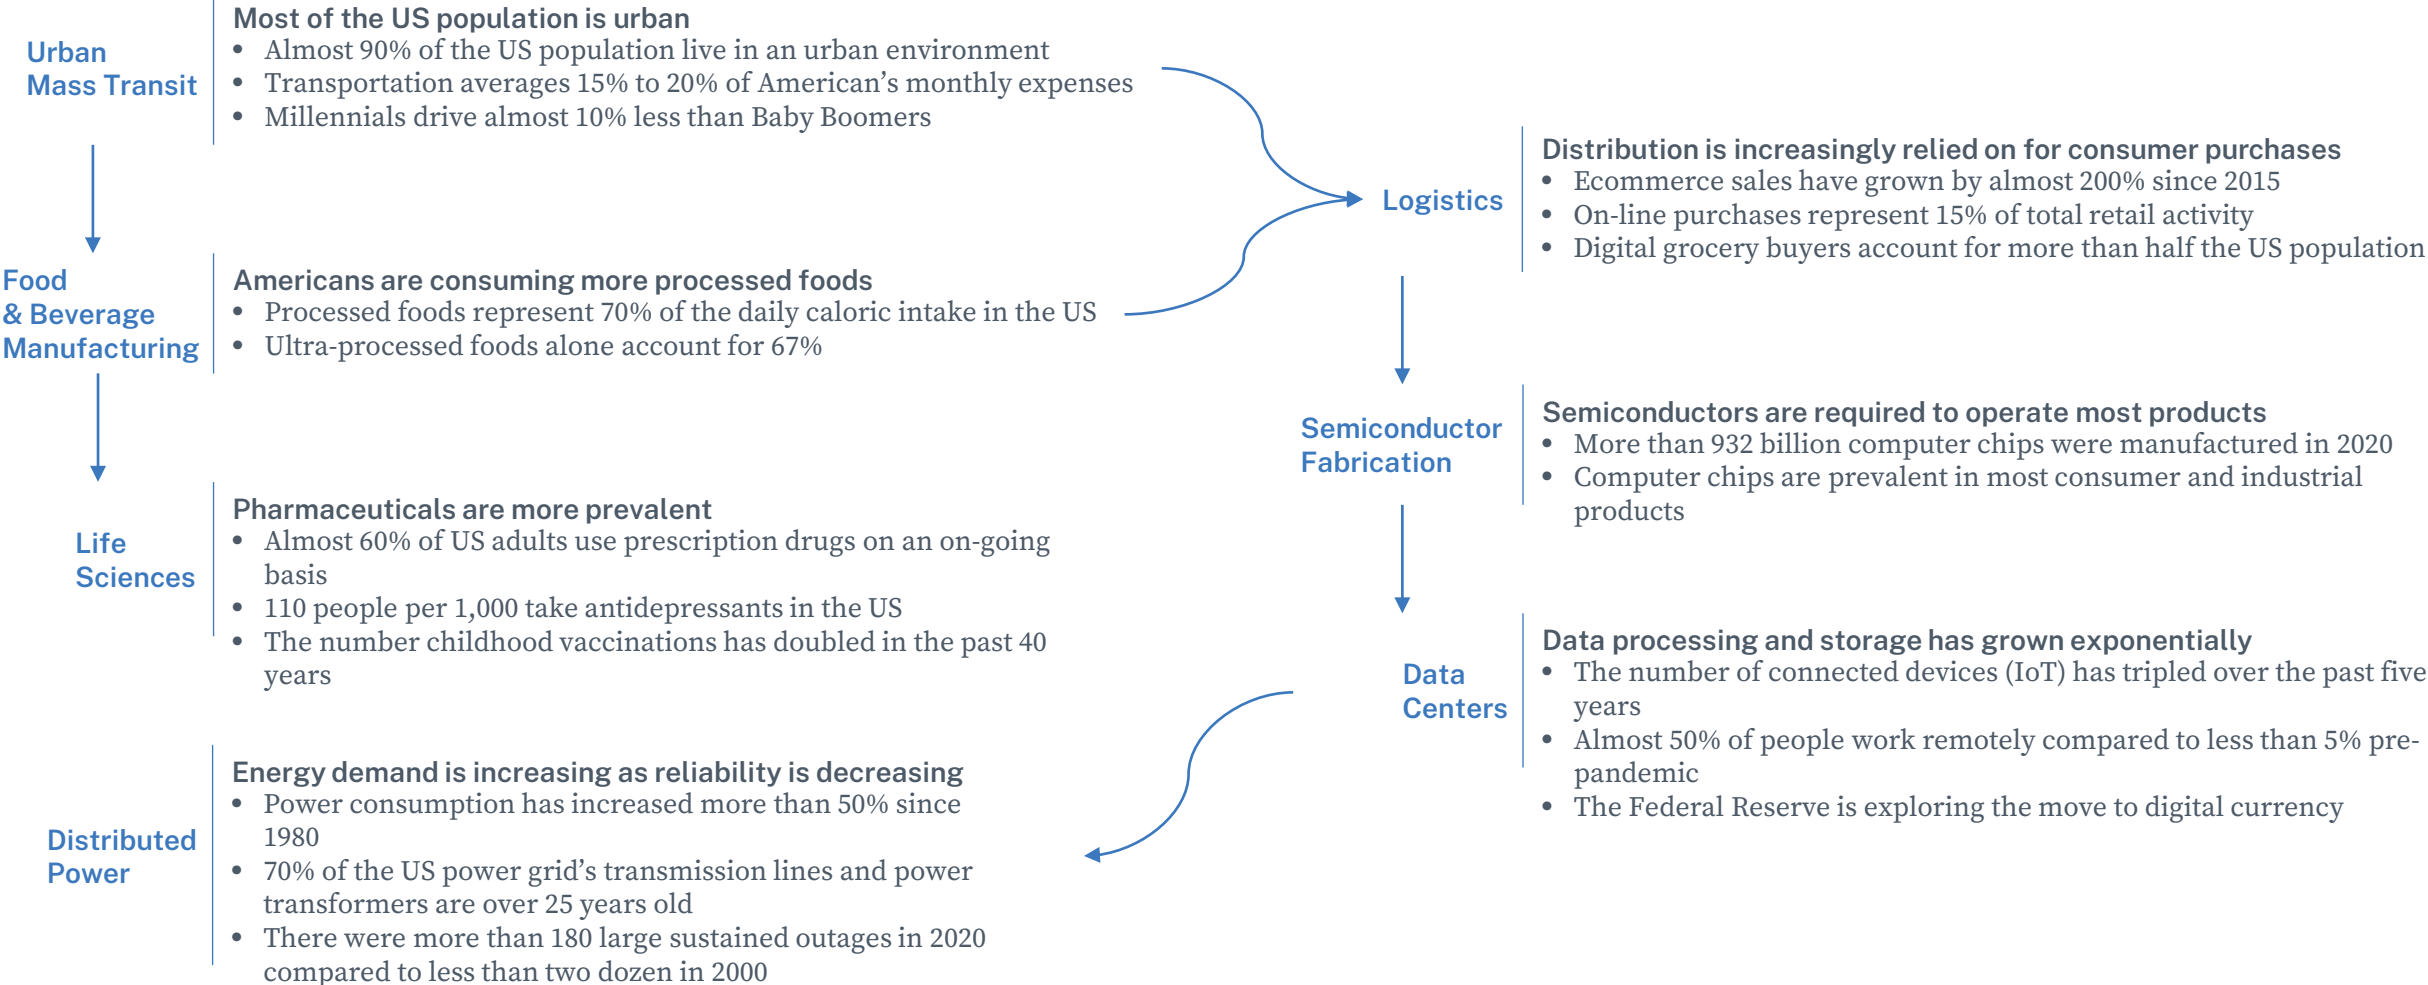 Urban
Mass Transit
Most of the US population is urban
• Almost 90% of the US population live in an urban environment
• Transportation averages 15% to 20% of American’s monthly expenses
• Millennials drive almost 10% less than Baby Boomers
Food
& Beverage
Manufacturing
Americans are consuming more processed foods
• Processed foods represent 70% of the daily caloric intake in the US
• Ultra-processed foods alone account for 67%
Life
Sciences
Pharmaceuticals are more prevalent
• Almost 60% of US adults use prescription drugs on an on-going
basis
• 110 people per 1,000 take antidepressants in the US
• The number childhood vaccinations has doubled in the past 40
years
Distributed
Power
Energy demand is increasing as reliability is decreasing
• Power consumption has increased more than 50% since
1980
• 70% of the US power grid’s transmission lines and power
transformers are over 25 years old
• There were more than 180 large sustained outages in 2020
compared to less than two dozen in 2000
Logistics
Distribution is increasingly relied on for consumer purchases
• Ecommerce sales have grown by almost 200% since 2015
• On-line purchases represent 15% of total retail activity
• Digital grocery buyers account for more than half the US population
Semiconductor
Fabrication
Semiconductors are required to operate most products
• More than 932 billion computer chips were manufactured in 2020
• Computer chips are prevalent in most consumer and industrial
products
Data
Centers
Data processing and storage has grown exponentially
• The number of connected devices (IoT) has tripled over the past five
years
• Almost 50% of people work remotely compared to less than 5% pre-
pandemic
• The Federal Reserve is exploring the move to digital currency